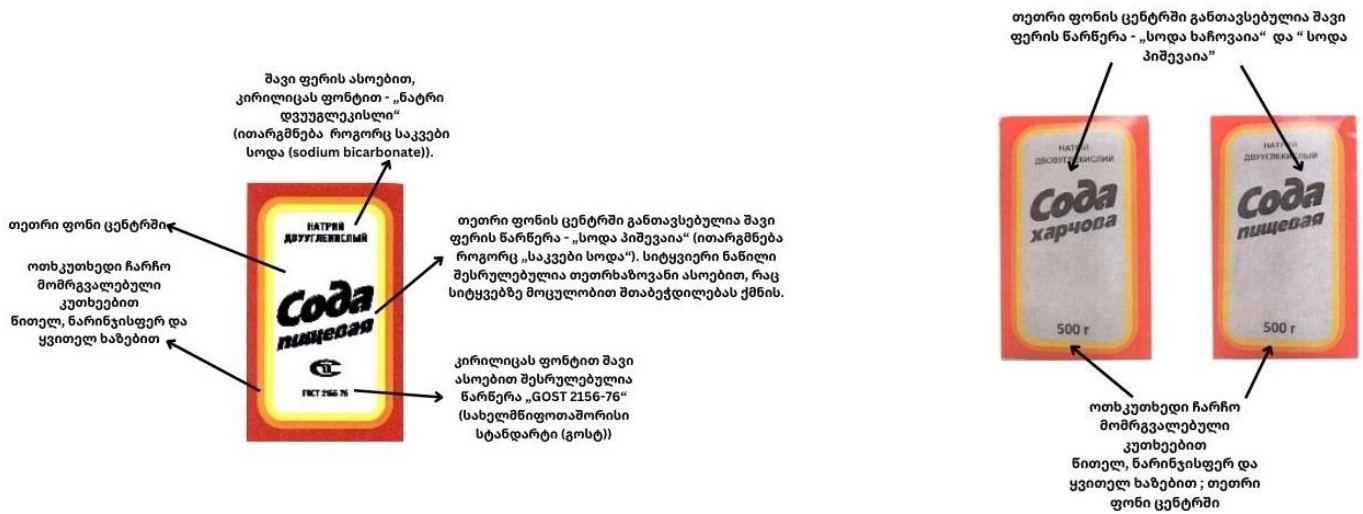 შავი ფერის ასოებით,
კირილიცას ფონტით - „ნატრი
დვუუგლეკისლი“
(ითარგმნება როგორც საკვები
სოდა (sodium bicarbonate)).
თეთრი ფონი ცენტრში
ოთხკუთხედი ჩარჩო
მომრგვალებული
კუთხეებით
წითელ, ნარინჯისფერ და
ყვითელ ხაზებით
НАТРИЙ
ДВУУГЛЕКИСЛЫЙ
Сода
пищевая
ГОСТ 2156-76
თეთრი ფონის ცენტრში განთავსებულია შავი
ფერის წარწერა - „სოდა პიშევაია“ (ითარგმნება
როგორც „საკვები სოდა“). სიტყვიერი ნაწილი
შესრულებულია თეთრხაზოვანი ასოებით, რაც
სიტყვებზე მოცულობით შთაბეჭდილებას ქმნის.
კირილიცას ფონტით შავი
ასოებით შესრულებულია
წარწერა „GOST 2156-76“
(სახელმწიფოთაშორისი
სტანდარტი (გოსტ))
თეთრი ფონის ცენტრში განთავსებულია შავი
ფერის წარწერა - „სოდა ხაჩოვაია“ და “ სოდა
პიშევაია”
НАТРІЙ
ДВОВУГЛЕКИСЛИЙ
Сода
харчова
500 г
НАТРИЙ
ДВУУГЛЕКИСЛЫЙ
Сода
пищевая
500 г
ოთხკუთხედი ჩარჩო
მომრგვალებული
კუთხეებით
წითელ, ნარინჯისფერ და
ყვითელ ხაზებით ; თეთრი
ფონი ცენტრში